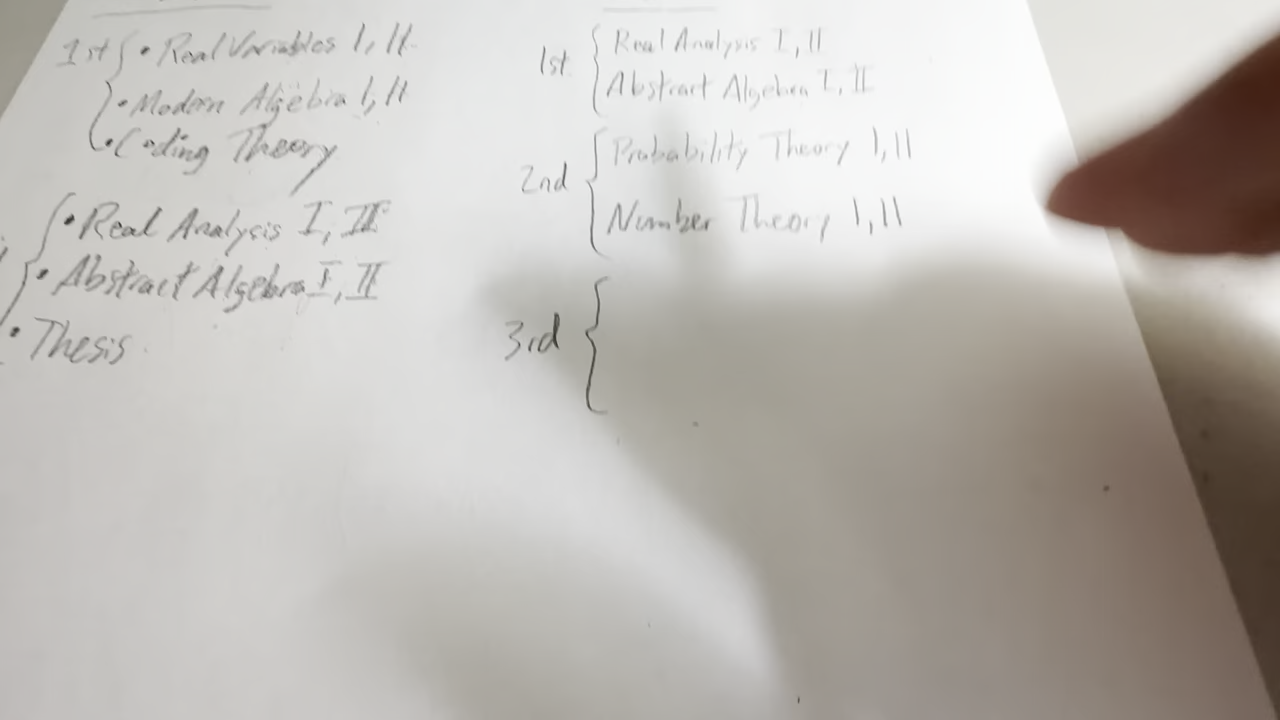 1st
• Real Variables I, II
• Modern Algebra I, II
• Coding Theory
• Real Analysis I, II
• Abstract Algebra I, II
• Thesis
1st
Real Analysis I, II
Abstract Algebra I, II
2nd
Probability Theory I, II
Number Theory I, II
3rd